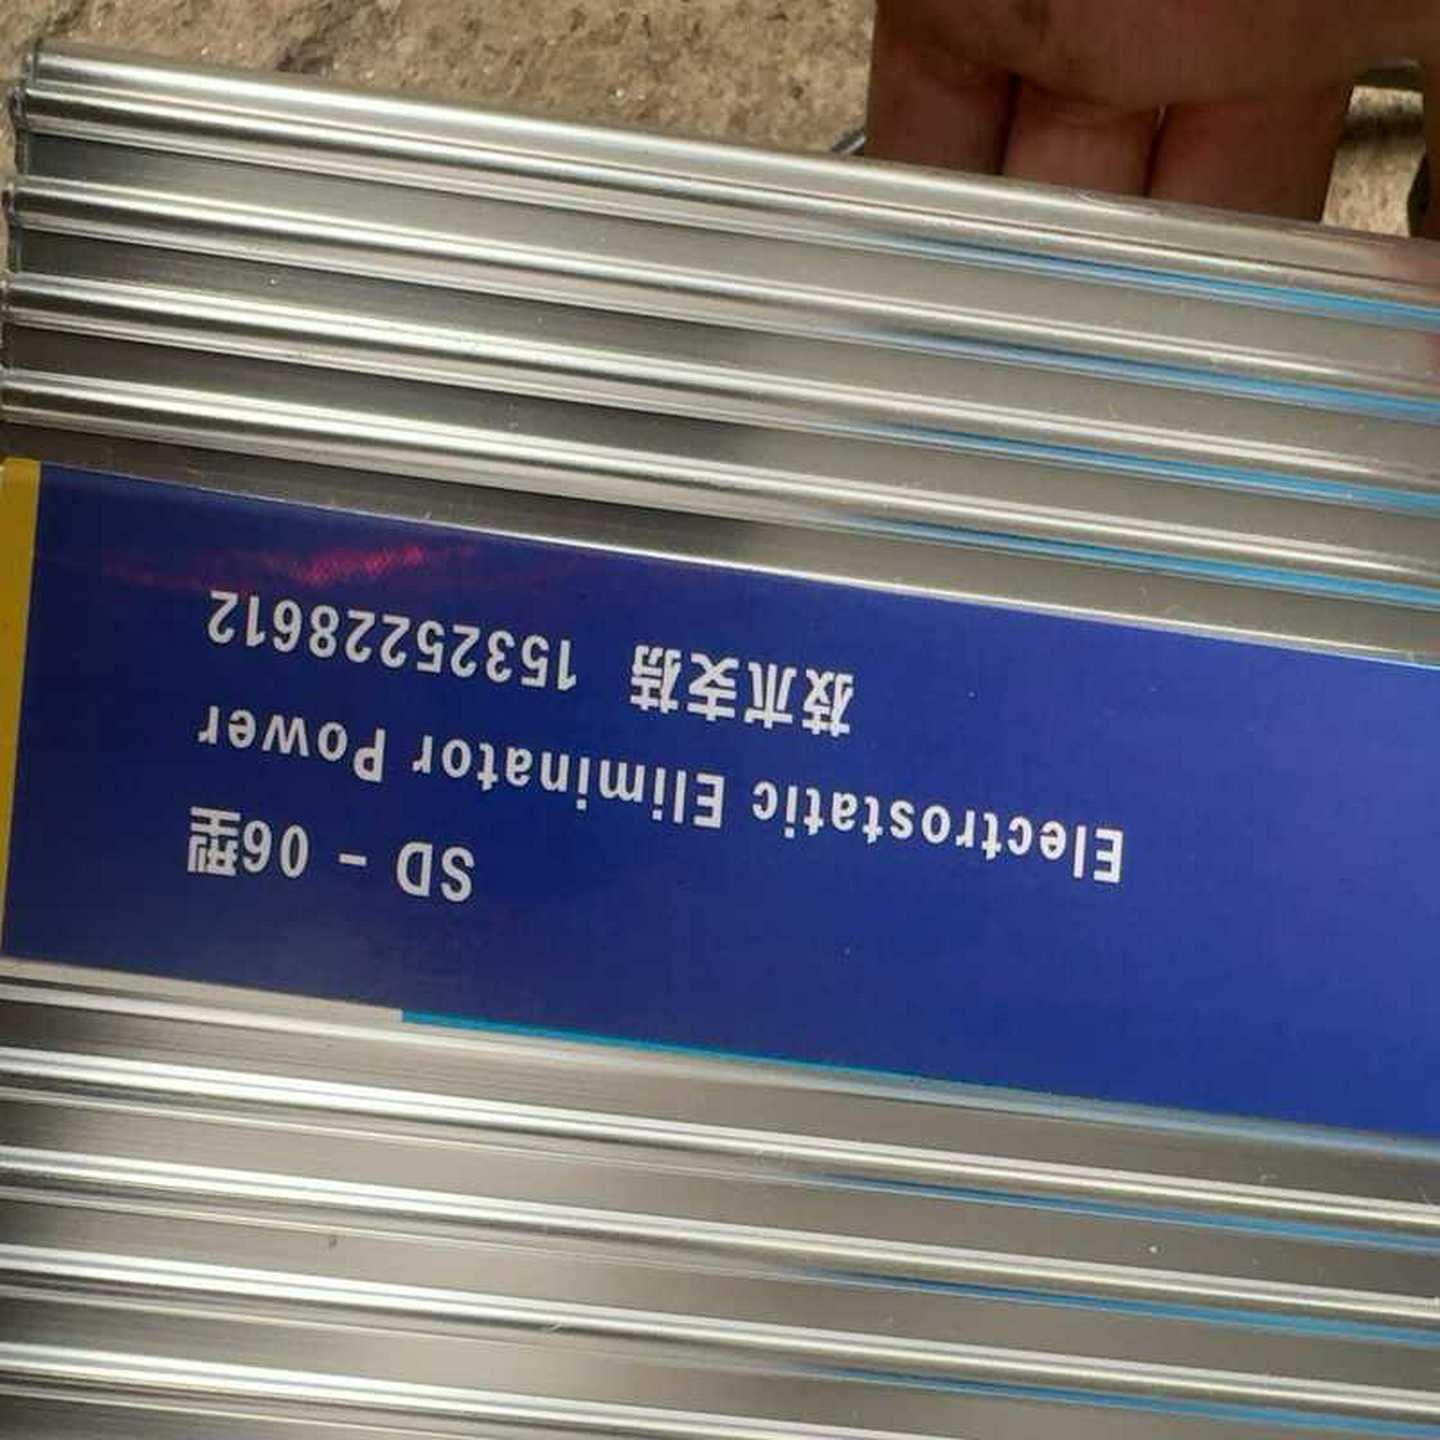 SD - 06型
Electrostatic Eliminator Power
技术支持 15325228612